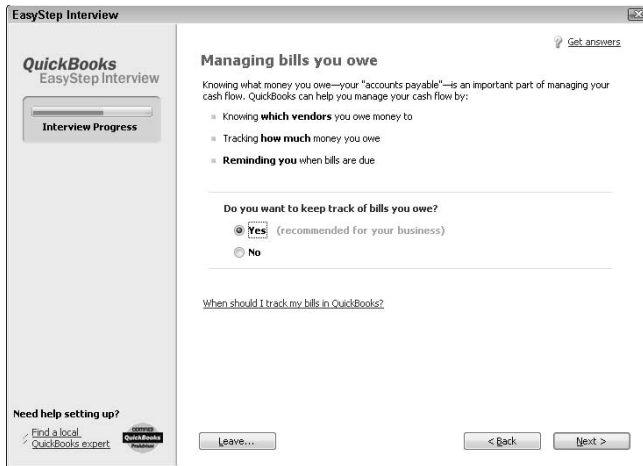 EasyStep Interview
Get answers
QuickBooks
EasyStep Interview
Interview Progress
Managing bills you owe
Knowing what money you owe—your "accounts payable"—is an important part of managing your
cash flow. QuickBooks can help you manage your cash flow by:
Knowing which vendors you owe money to
Tracking how much money you owe
Reminding you when bills are due
Do you want to keep track of bills you owe?
Yes (recommended for your business)
No
When should I track my bills in QuickBooks?
Need help setting up?
Find a local
QuickBooks expert
CERTIFIED
QuickBooks
ProAdvisor
Leave...
< Back
Next >